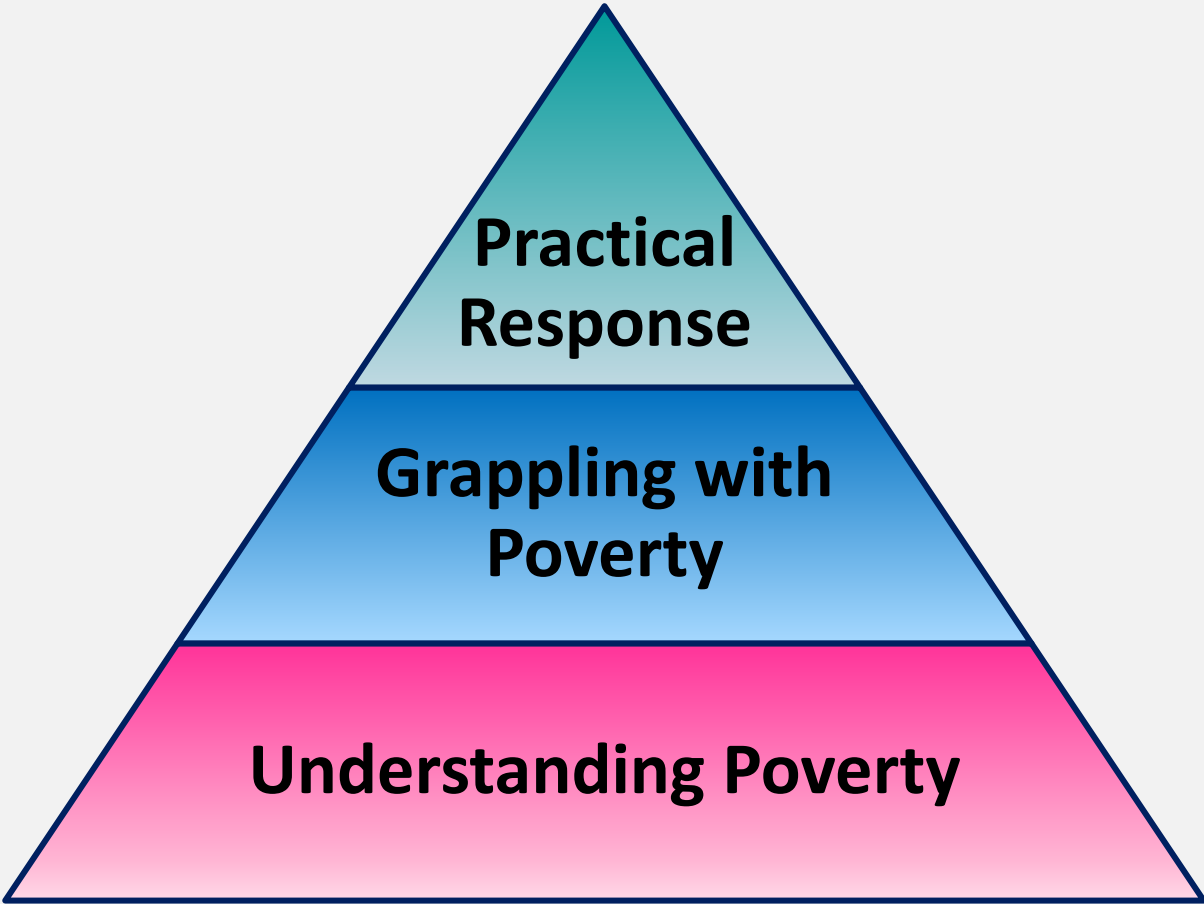 Practical
Response
Grappling with
Poverty
Understanding Poverty